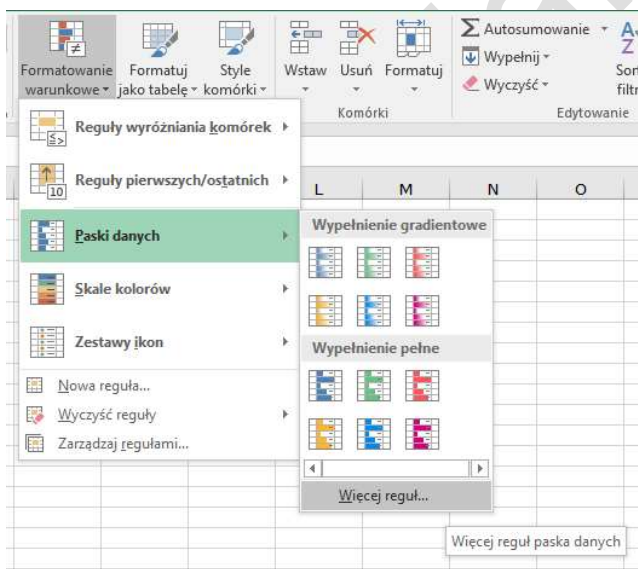 Formatowanie warunkowe
Formatuj jako tabelę
Style komórki
Wstaw
Usuń
Formatuj
Autosumowanie
Wypełnij
Wyczyść
Komórki
Edytowanie
Reguły wyróżniania komórek
Reguły pierwszych/ostatnich
10
Paski danych
Skale kolorów
Zestawy ikon
Nowa reguła...
Wyczyść reguły
Zarządzaj regułami...
L M N O
Wypełnienie gradientowe
Wypełnienie pełne
Więcej reguł...
Więcej reguł paska danych